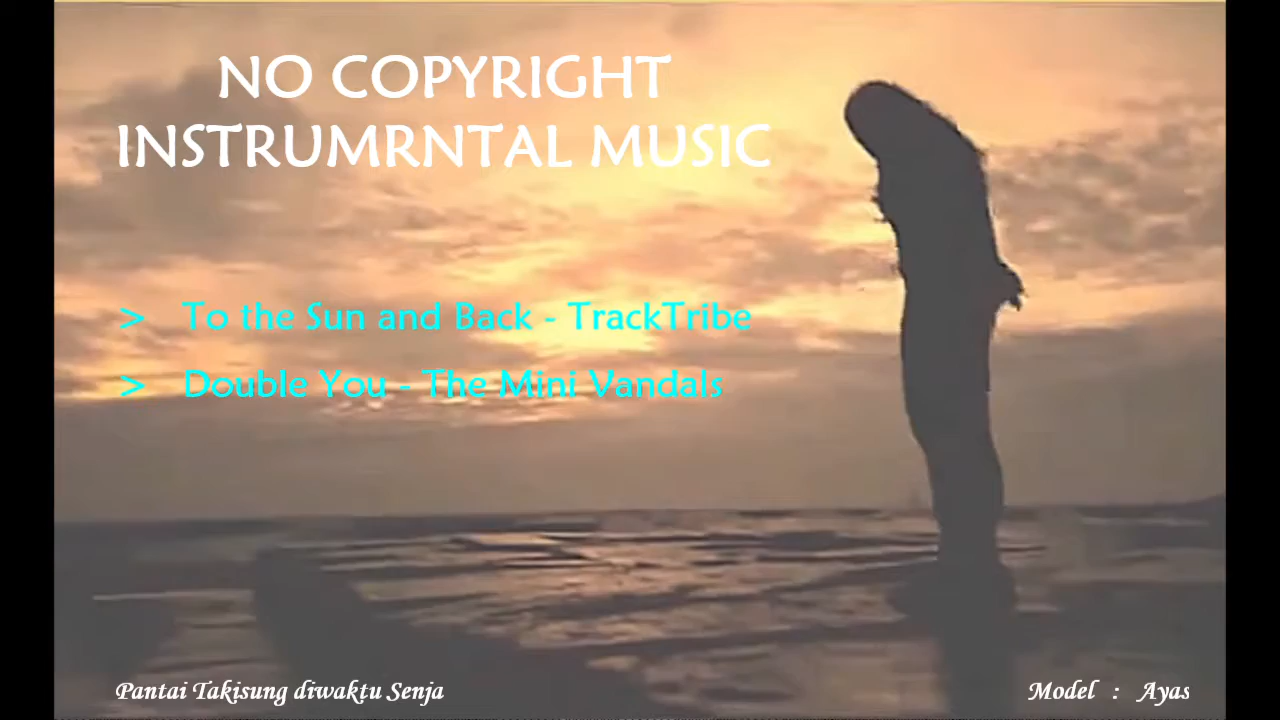 NO COPYRIGHT
INSTRUMRNTAL MUSIC
> To the Sun and Back - TrackTribe
> Double You - The Mini Vandals
Pantai Takisung diwaktu Senja
Model : Ayas